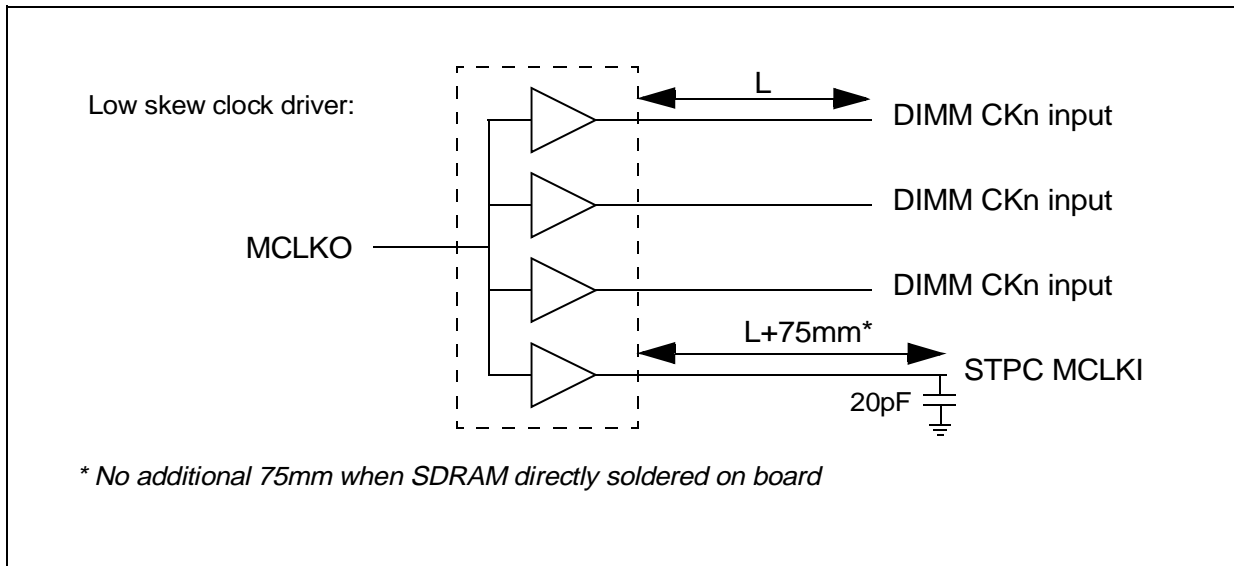 L
Low skew clock driver:
DIMM CKn input
DIMM CKn input
MCLKO
DIMM CKn input
L+75mm*
STPC MCLKI
20pF
* No additional 75mm when SDRAM directly soldered on board